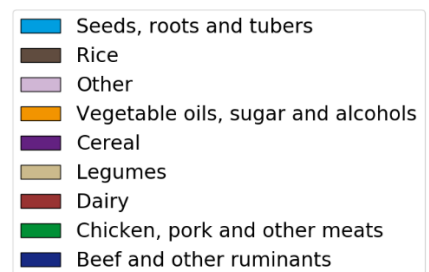 Seeds, roots and tubers
Rice
Other
Vegetable oils, sugar and alcohols
Cereal
Legumes
Dairy
Chicken, pork and other meats
Beef and other ruminants